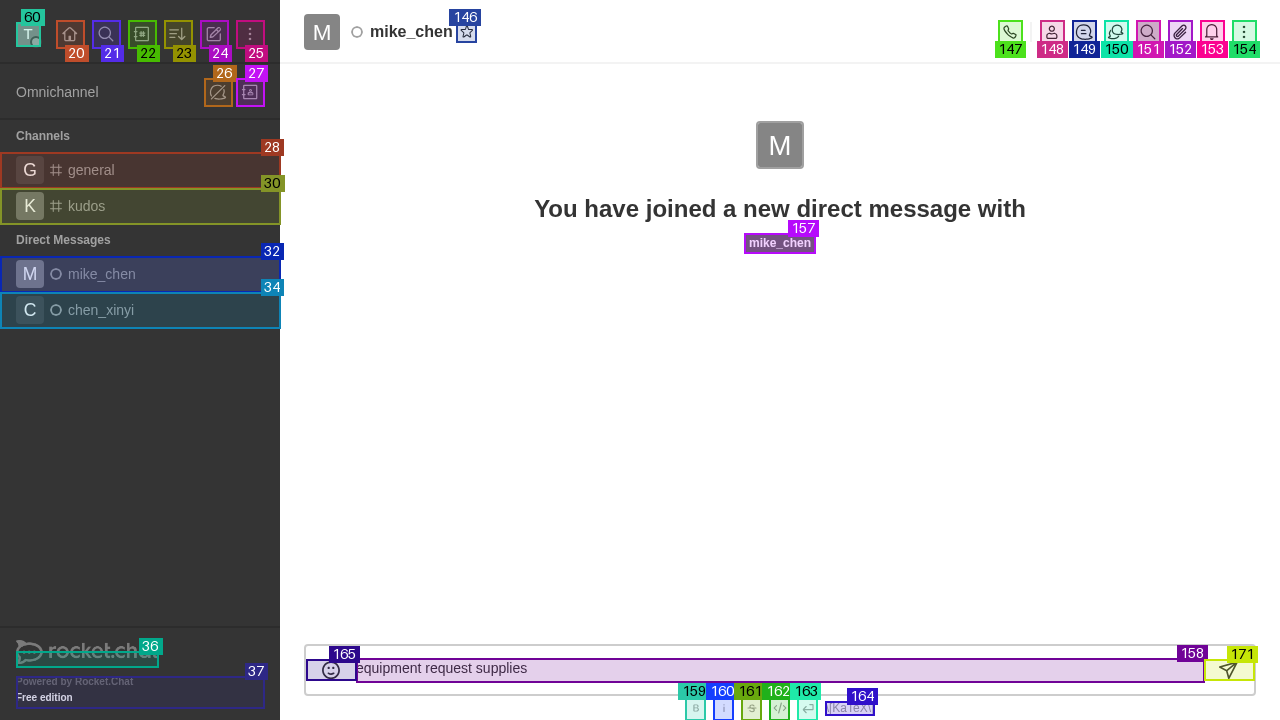 60
T
20
21
22
23
24
25
M
mike_chen
146
147
148
149
150
151
152
153
154
26
27
Omnichannel
Channels
28
G general
30
K kudos
Direct Messages
32
M mike_chen
34
C chen_xinyi
M
You have joined a new direct message with
157
mike_chen
36
rocket.cha
37
Powered by Rocket.Chat
Free edition
165
158
171
equipment request supplies
159
160
161
162
163
164
B
i
S
</>
\(KaTeX\)